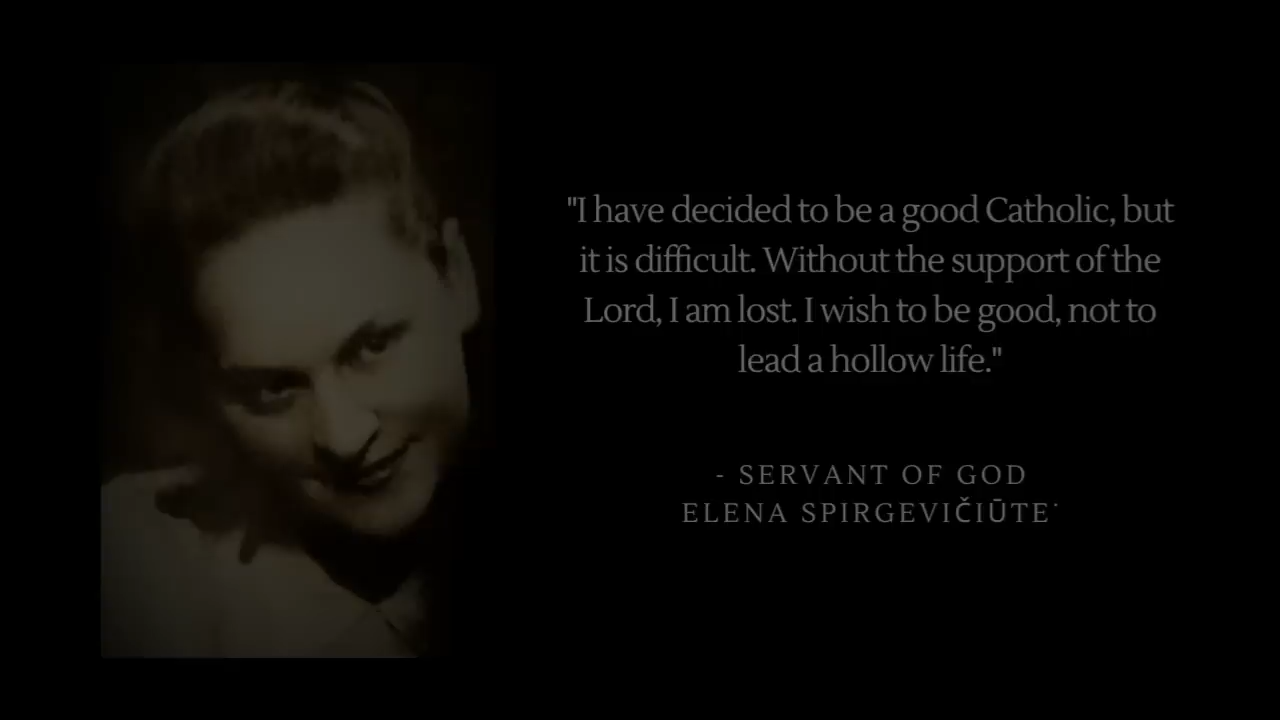 "I have decided to be a good Catholic, but
it is difficult. Without the support of the
Lord, I am lost. I wish to be good, not to
lead a hollow life."
- SERVANT OF GOD
ELENA SPIRGEVIČIŪTE˙